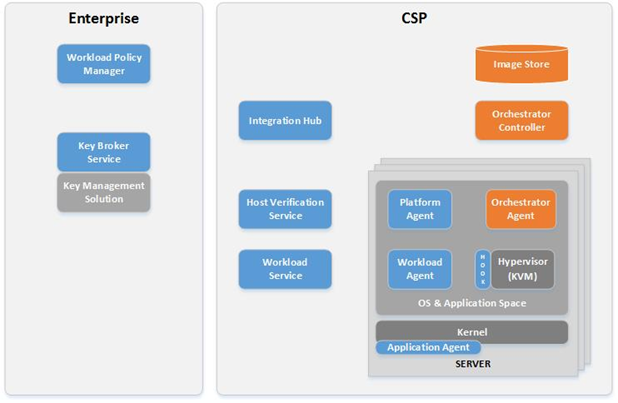 Enterprise
Workload Policy
Manager
Key Broker
Service
Key Management
Solution
CSP
Image Store
Integration Hub
Orchestrator
Controller
Host Verification
Service
Platform
Agent
Orchestrator
Agent
Workload
Service
Workload
Agent
HOOK
Hypervisor
(KVM)
OS & Application Space
Kernel
Application Agent
SERVER